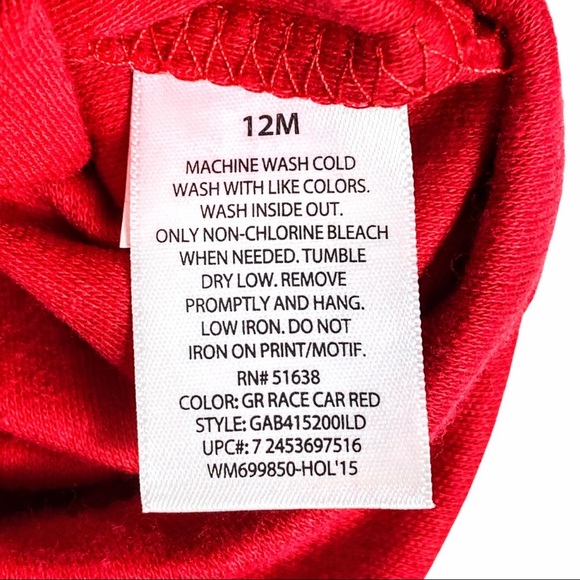 12M
MACHINE WASH COLD
WASH WITH LIKE COLORS.
WASH INSIDE OUT.
ONLY NON-CHLORINE BLEACH
WHEN NEEDED. TUMBLE
DRY LOW. REMOVE
PROMPTLY AND HANG.
LOW IRON. DO NOT
IRON ON PRINT/MOTIF.
RN# 51638
COLOR: GR RACE CAR RED
STYLE: GAB415200ILD
UPC#: 7 2453697516
WM699850-HOL'15